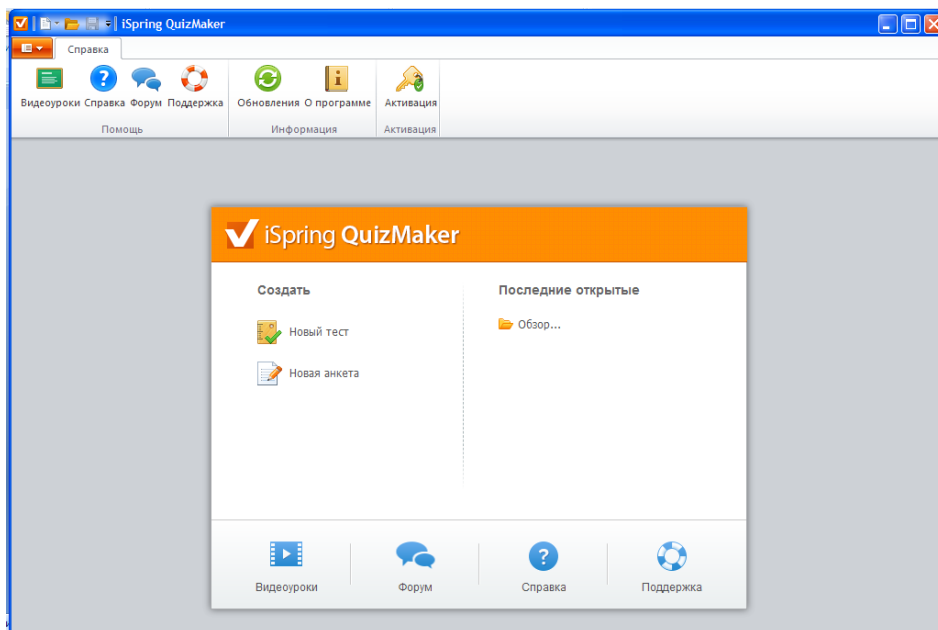 iSpring QuizMaker
Справка
Видеоуроки Справка Форум Поддержка Обновления О программе Активация
Помощь Информация Активация
iSpring QuizMaker
Создать
Новый тест
Новая анкета
Последние открытые
Обзор...
Видеоуроки Форум Справка Поддержка